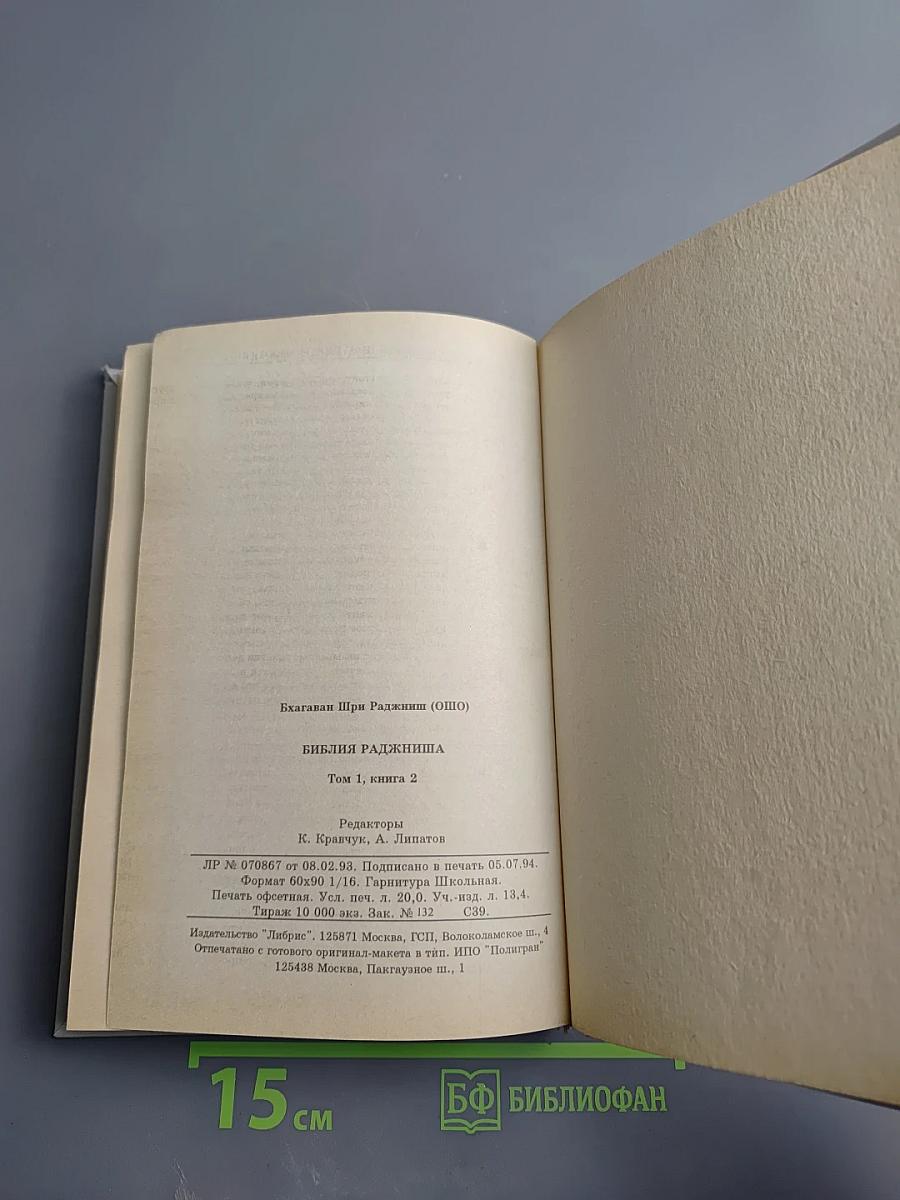 Бхагаван Шри Раджниш (ОШО)
БИБЛИЯ РАДЖНИША
Том 1, книга 2
Редакторы
К. Кравчук, А. Липатов
ЛР № 070867 от 08.02.93. Подписано в печать 05.07.94.
Формат 60x90 1/16. Гарнитура Школьная.
Печать офсетная. Усл. печ. л. 20,0. Уч.-изд. л. 13,4.
Тираж 10 000 экз. Зак. № 132 С39.
Издательство "Либрис". 125871 Москва, ГСП, Волоколамское ш., 4
Отпечатано с готового оригинал-макета в тип. ИПО "Полигран"
125438 Москва, Пакгаузное ш., 1
15 см
БФ БИБЛИОФАН